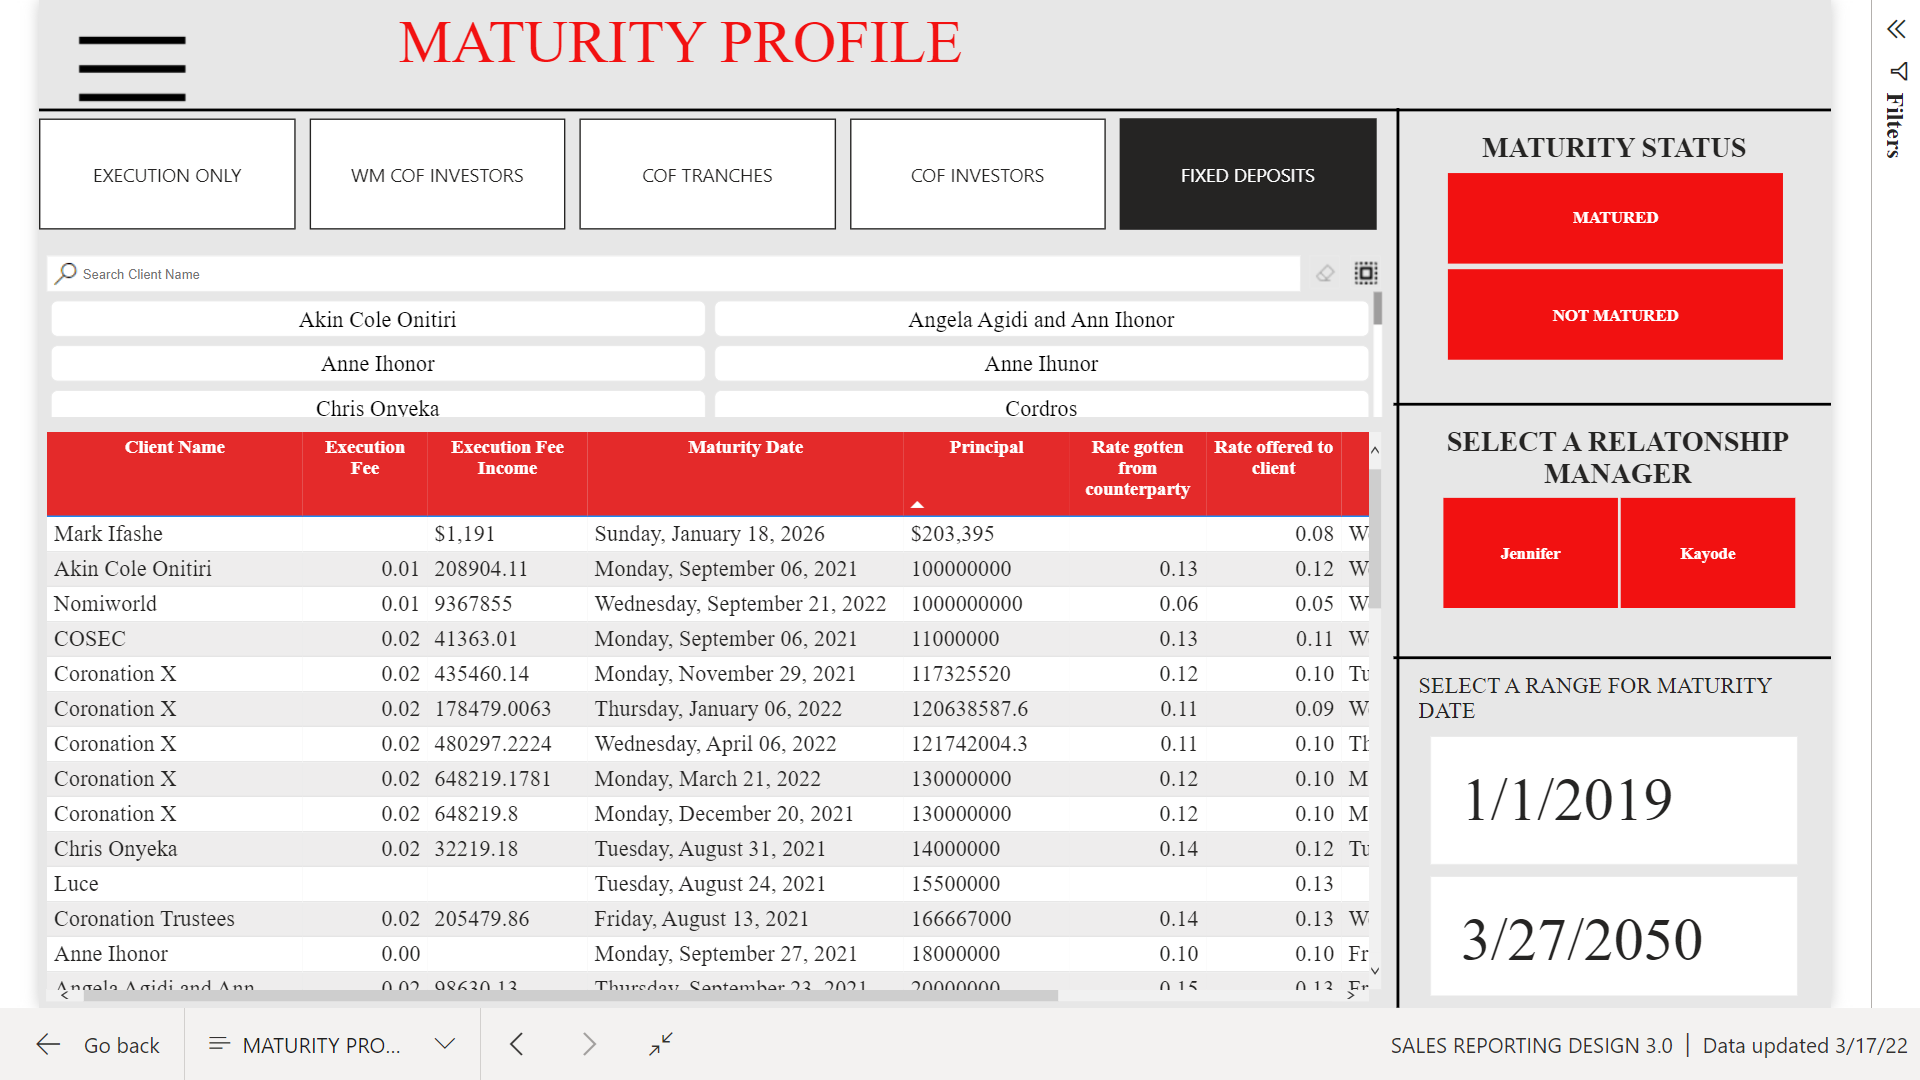 MATURITY PROFILE
Filters
EXECUTION ONLY
WM COF INVESTORS
COF TRANCHES
COF INVESTORS
FIXED DEPOSITS
MATURITY STATUS
MATURED
NOT MATURED
Search Client Name
Akin Cole Onitiri
Angela Agidi and Ann Ihonor
Anne Ihonor
Anne Ihunor
Chris Onyeka
Cordros
SELECT A RELATONSHIP
MANAGER
Jennifer
Kayode
SELECT A RANGE FOR MATURITY
DATE
1/1/2019
3/27/2050
Client Name Execution Fee Execution Fee Income Maturity Date Principal Rate gotten from counterparty Rate offered to client
Mark Ifashe $1,191 Sunday, January 18, 2026 $203,395 0.08
Akin Cole Onitiri 0.01 208904.11 Monday, September 06, 2021 100000000 0.13 0.12
Nomiworld 0.01 9367855 Wednesday, September 21, 2022 1000000000 0.06 0.05
COSEC 0.02 41363.01 Monday, September 06, 2021 11000000 0.13 0.11
Coronation X 0.02 435460.14 Monday, November 29, 2021 117325520 0.12 0.10 Tu
Coronation X 0.02 178479.0063 Thursday, January 06, 2022 120638587.6 0.11 0.09
Coronation X 0.02 480297.2224 Wednesday, April 06, 2022 121742004.3 0.11 0.10 Th
Coronation X 0.02 648219.1781 Monday, March 21, 2022 130000000 0.12 0.10 M
Coronation X 0.02 648219.8 Monday, December 20, 2021 130000000 0.12 0.10 M
Chris Onyeka 0.02 32219.18 Tuesday, August 31, 2021 14000000 0.14 0.12 Tu
Luce Tuesday, August 24, 2021 15500000 0.13
Coronation Trustees 0.02 205479.86 Friday, August 13, 2021 166667000 0.14 0.13
Anne Ihonor 0.00 Monday, September 27, 2021 18000000 0.10 0.10 Fr
Angela Agidi and Ann 0.02 98630.13 Thursday, September 23, 2021 20000000 0.15 0.13 Fr
Go back
MATURITY PRO...
SALES REPORTING DESIGN 3.0 | Data updated 3/17/22